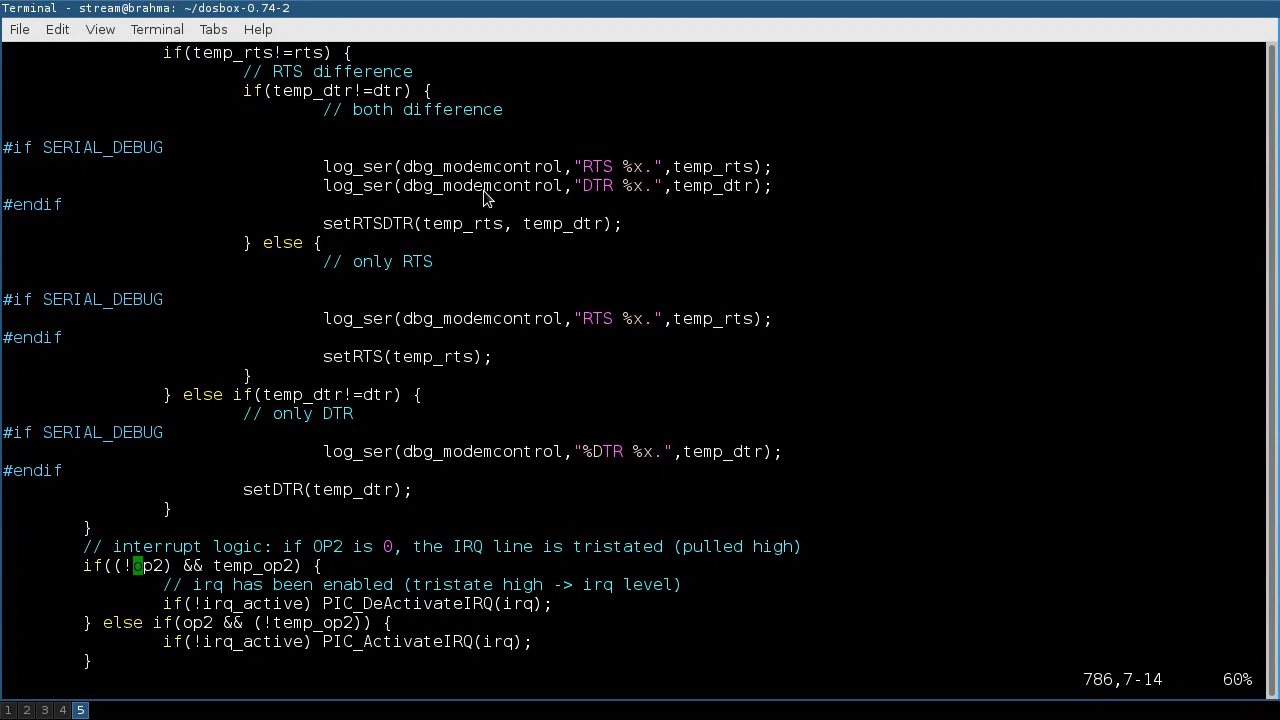 Terminal - stream@brahma: ~/dosbox-0.74-2
File Edit View Terminal Tabs Help
if(temp_rts!=rts) {
// RTS difference
if(temp_dtr!=dtr) {
// both difference
#if SERIAL_DEBUG
log_ser(dbg_modemcontrol,"RTS %x.",temp_rts);
log_ser(dbg_modemcontrol,"DTR %x.",temp_dtr);
#endif
setRTSDTR(temp_rts, temp_dtr);
} else {
// only RTS
#if SERIAL_DEBUG
log_ser(dbg_modemcontrol,"RTS %x.",temp_rts);
#endif
setRTS(temp_rts);
}
} else if(temp_dtr!=dtr) {
// only DTR
#if SERIAL_DEBUG
log_ser(dbg_modemcontrol,"%DTR %x.",temp_dtr);
#endif
setDTR(temp_dtr);
}
}
// interrupt logic: if OP2 is 0, the IRQ line is tristated (pulled high)
if((!op2) && temp_op2) {
// irq has been enabled (tristate high -> irq level)
if(!irq_active) PIC_DeActivateIRQ(irq);
} else if(op2 && (!temp_op2)) {
if(!irq_active) PIC_ActivateIRQ(irq);
}
786,7-14 60%
1 2 3 4 5